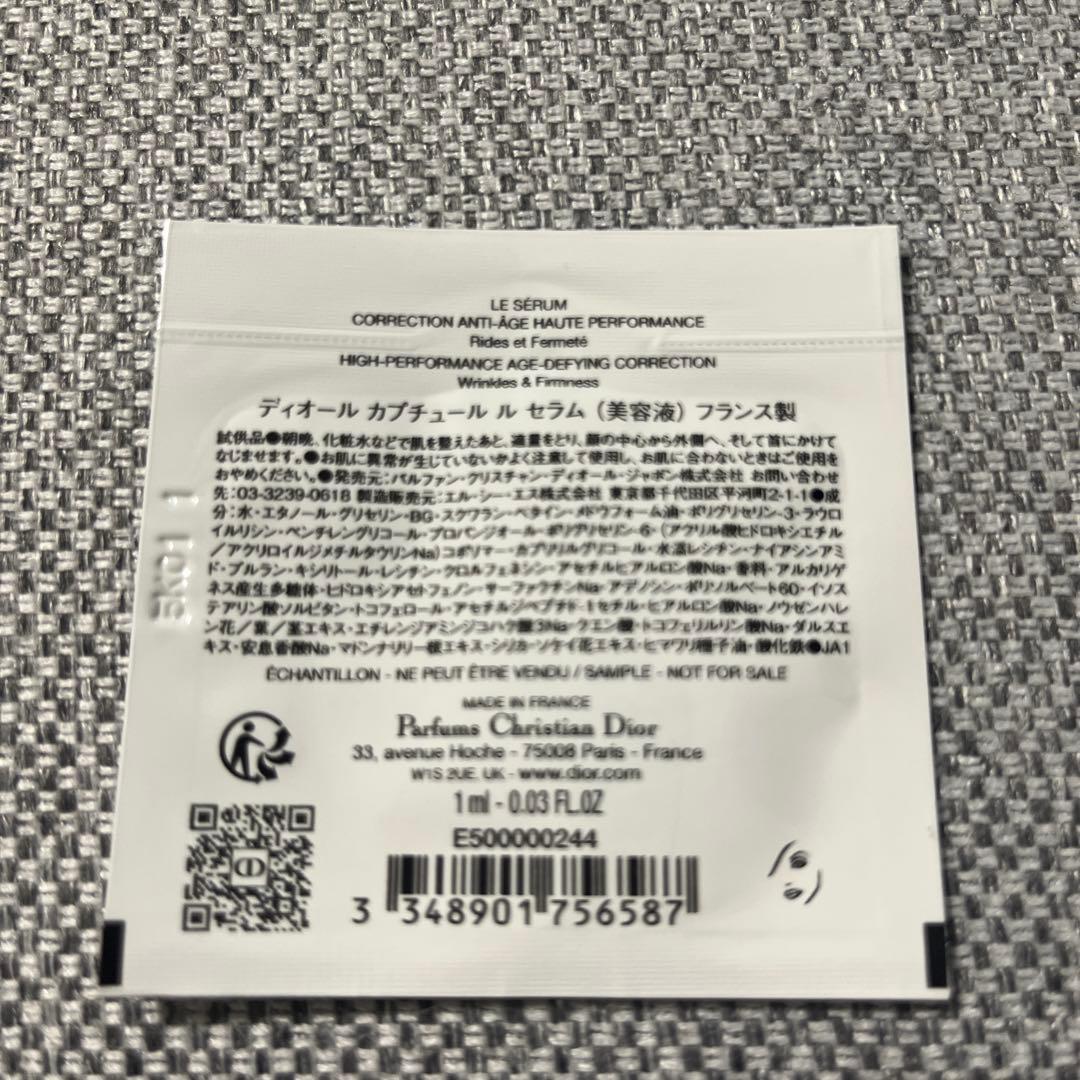 LE SÉRUM
CORRECTION ANTI-ÂGE HAUTE PERFORMANCE
Rides et Fermeté
HIGH-PERFORMANCE AGE-DEFYING CORRECTION
Wrinkles & Firmness
ディオール カプチュール ル セラム（美容液）フランス製
試供品●朝晩、化粧水などで肌を整えたあと、適量をとり、顔の中心から外側へ、そして首にかけて
なじませます。●お肌に異常が生じていないかよく注意して使用し、お肌に合わないときはご使用を
おやめください。●発売元：パルファン・クリスチャン・ディオール・ジャポン株式会社 お問い合わせ
先：03-3239-0618 製造販売元：エル・シー・エス株式会社 東京都千代田区平河町2-1-1●成
分：水・エタノール・グリセリン・BG・スクワラン・ベタイン・メドウフォーム油・ポリグリセリン-3・ラウロ
イルリシン・ペンチレングリコール・プロパンジオール・ポリグリセリン-6・（アクリル酸ヒドロキシエチル
／アクリロイルジメチルタウリンNa）コポリマー・カプリリルグリコール・水添レシチン・ナイアシンアミ
ド・プルラン・キシリトール・レシチン・クロルフェネシン・アセチルヒアルロン酸Na・香料・アルカリゲ
ネス産生多糖体・ヒドロキシアセトフェノン・サーファクチンNa・アデノシン・ポリソルベート60・イソス
テアリン酸ソルビタン・トコフェロール・アセチルジペプチド-1セチル・ヒアルロン酸Na・ノウゼンハレ
ン花／葉／茎エキス・エチレンジアミンジコハク酸3Na・クエン酸・トコフェリルリン酸Na・ダルスエ
キス・安息香酸Na・マドンナリリー根エキス・シリカ・ツケイ花エキス・ヒマワリ種子油・酸化鉄●JA1
ÉCHANTILLON - NE PEUT ÊTRE VENDU / SAMPLE - NOT FOR SALE
MADE IN FRANCE
Parfums Christian Dior
33, avenue Hoche - 75008 Paris - France
W1S 2UE. UK - www.dior.com
1 ml - 0.03 FL.OZ
E500000244
3 348901 756587